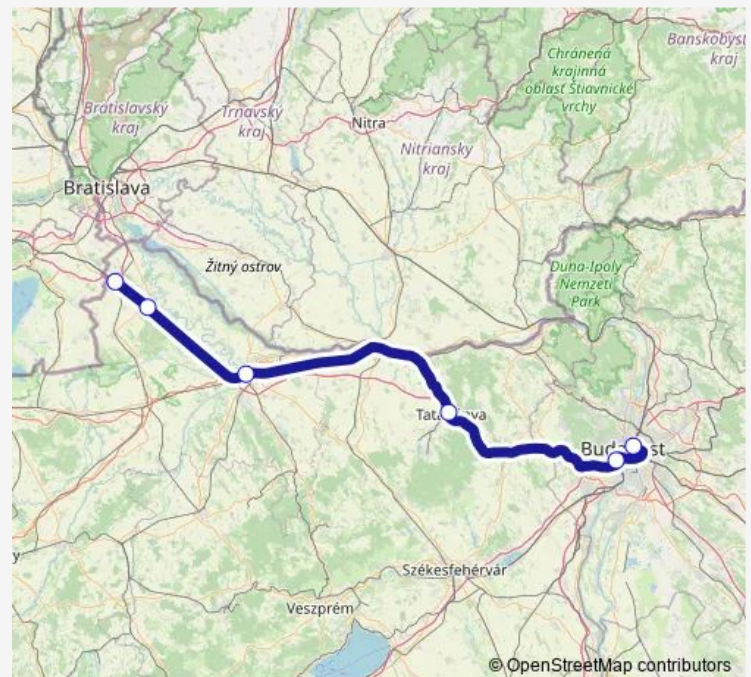 Banskobyst
kraj
Chránená
krajinná
oblasť Štiavnické
vrchy
Bratislavský
kraj
Trnavský
kraj
Nitra
Nitriansky
kraj
Bratislava
Žitný ostrov
Duna-Ipoly
Nemzeti
Park
Székesfehérvár
Veszprém
y
© OpenStreetMap contributors